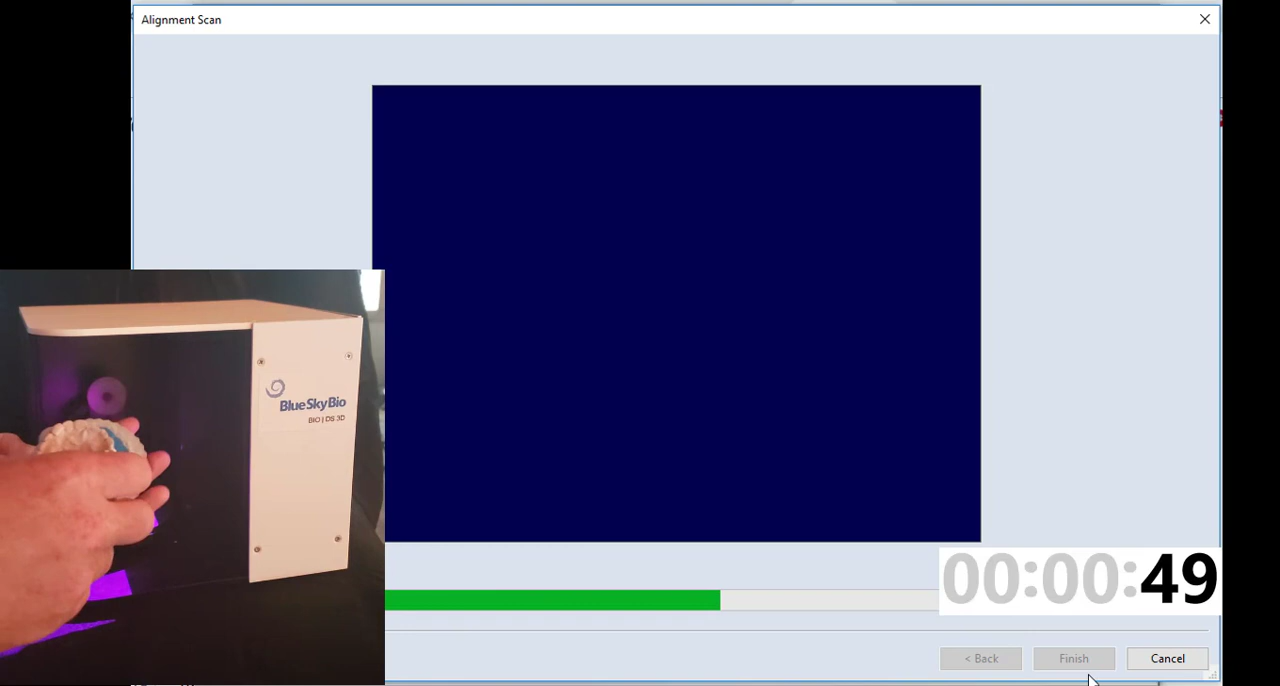 Alignment Scan
BlueSkyBio
BIO | DS 3D
00:00:49
< Back
Finish
Cancel